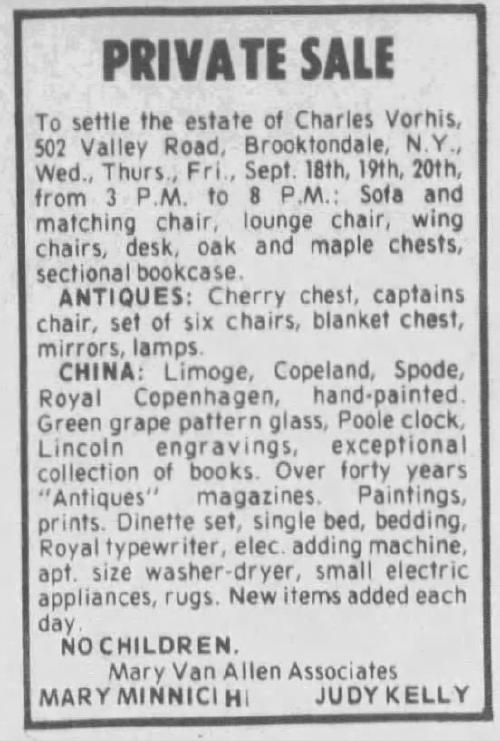 PRIVATE SALE
To settle the estate of Charles Vorhis,
502 Valley Road, Brooktondale, N.Y.,
Wed., Thurs., Fri., Sept. 18th, 19th, 20th,
from 3 P.M. to 8 P.M.: Sofa and
matching chair, lounge chair, wing
chairs, desk, oak and maple chests,
sectional bookcase.
ANTIQUES: Cherry chest, captains
chair, set of six chairs, blanket chest,
mirrors, lamps.
CHINA: Limoge, Copeland, Spode,
Royal Copenhagen, hand-painted.
Green grape pattern glass, Poole clock,
Lincoln engravings, exceptional
collection of books. Over forty years
"Antiques" magazines. Paintings,
prints. Dinette set, single bed, bedding,
Royal typewriter, elec. adding machine,
apt. size washer-dryer, small electric
appliances, rugs. New items added each
day.
NO CHILDREN.
Mary Van Allen Associates
MARY MINNICI HI JUDY KELLY